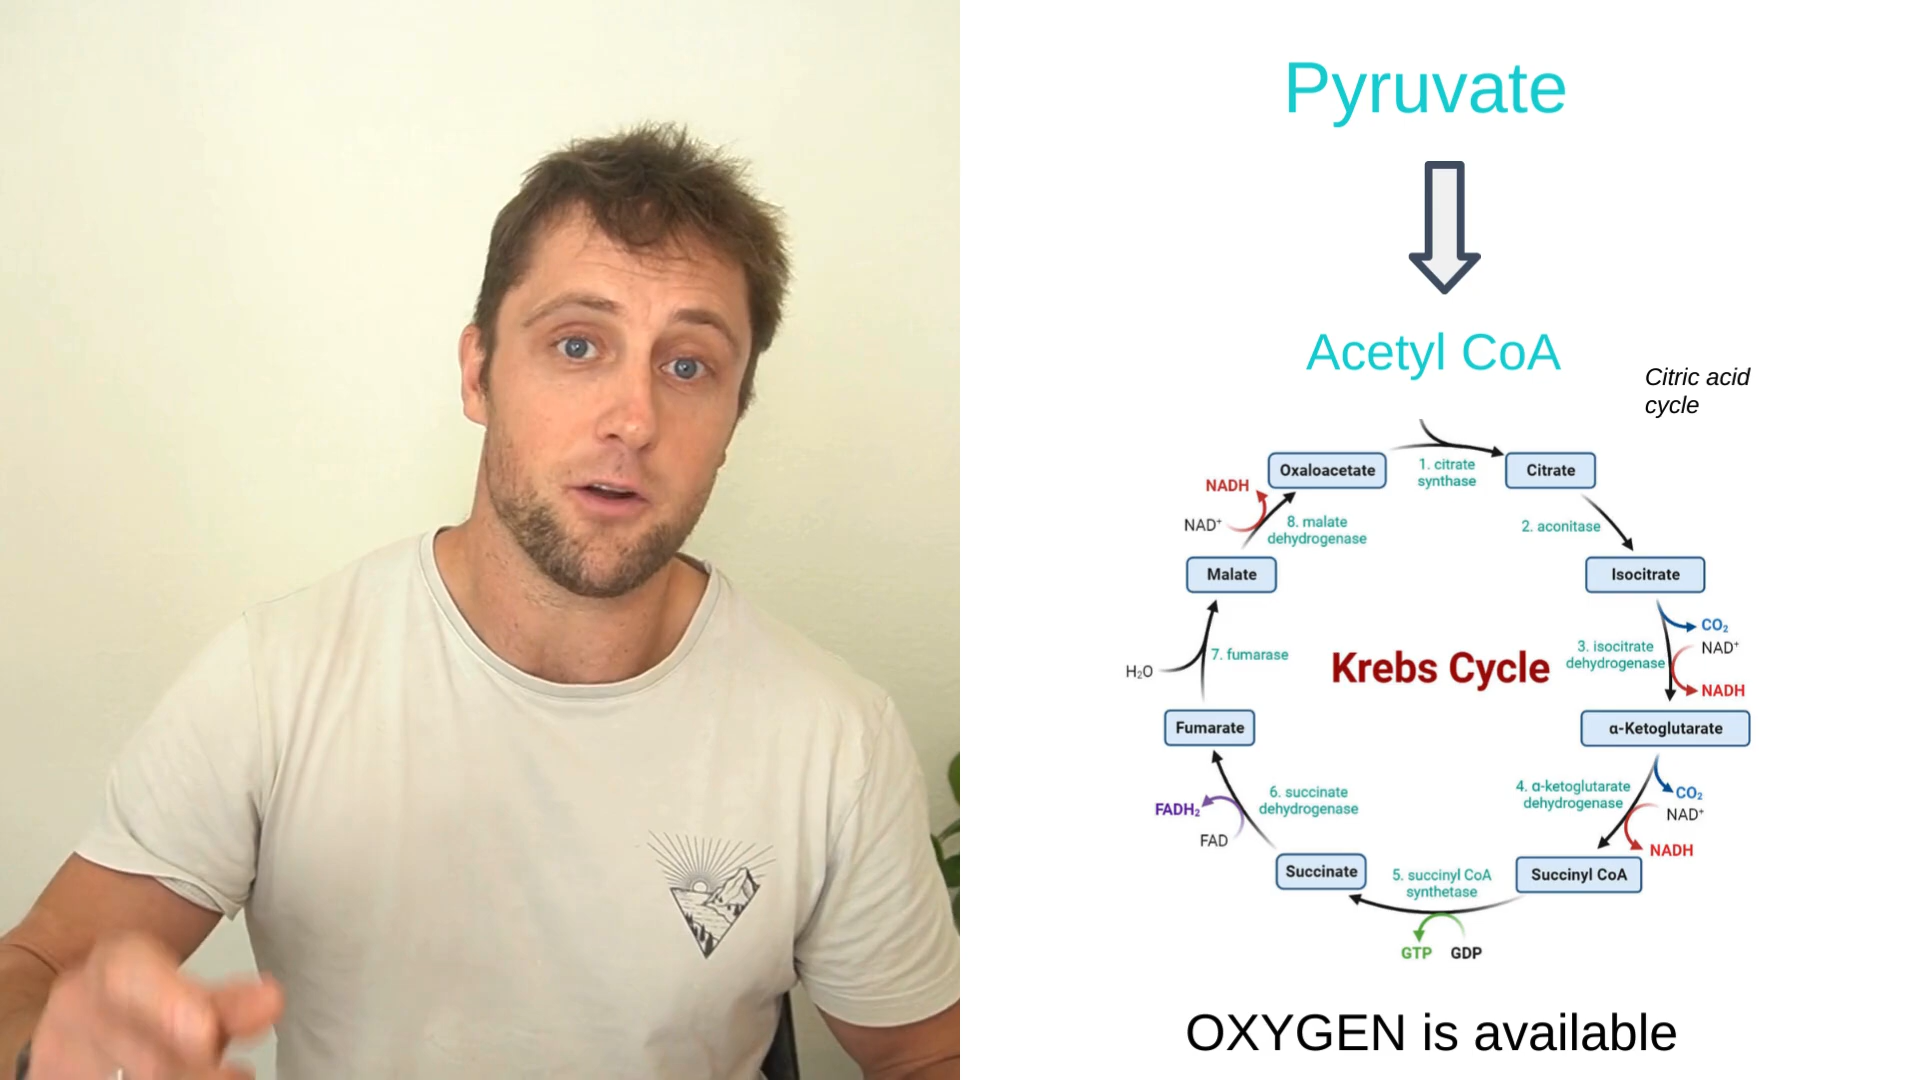 Pyruvate
Acetyl CoA
Citric acid
cycle
Oxaloacetate
1. citrate
synthase
Citrate
NADH
NAD⁺
8. malate
dehydrogenase
2. aconitase
Malate
Isocitrate
CO₂
NAD⁺
3. isocitrate
dehydrogenase
NADH
H₂O
7. fumarase
Krebs Cycle
Fumarate
α-Ketoglutarate
FADH₂
FAD
6. succinate
dehydrogenase
4. α-ketoglutarate
dehydrogenase
CO₂
NAD⁺
NADH
Succinate
5. succinyl CoA
synthetase
Succinyl CoA
GTP GDP
OXYGEN is available